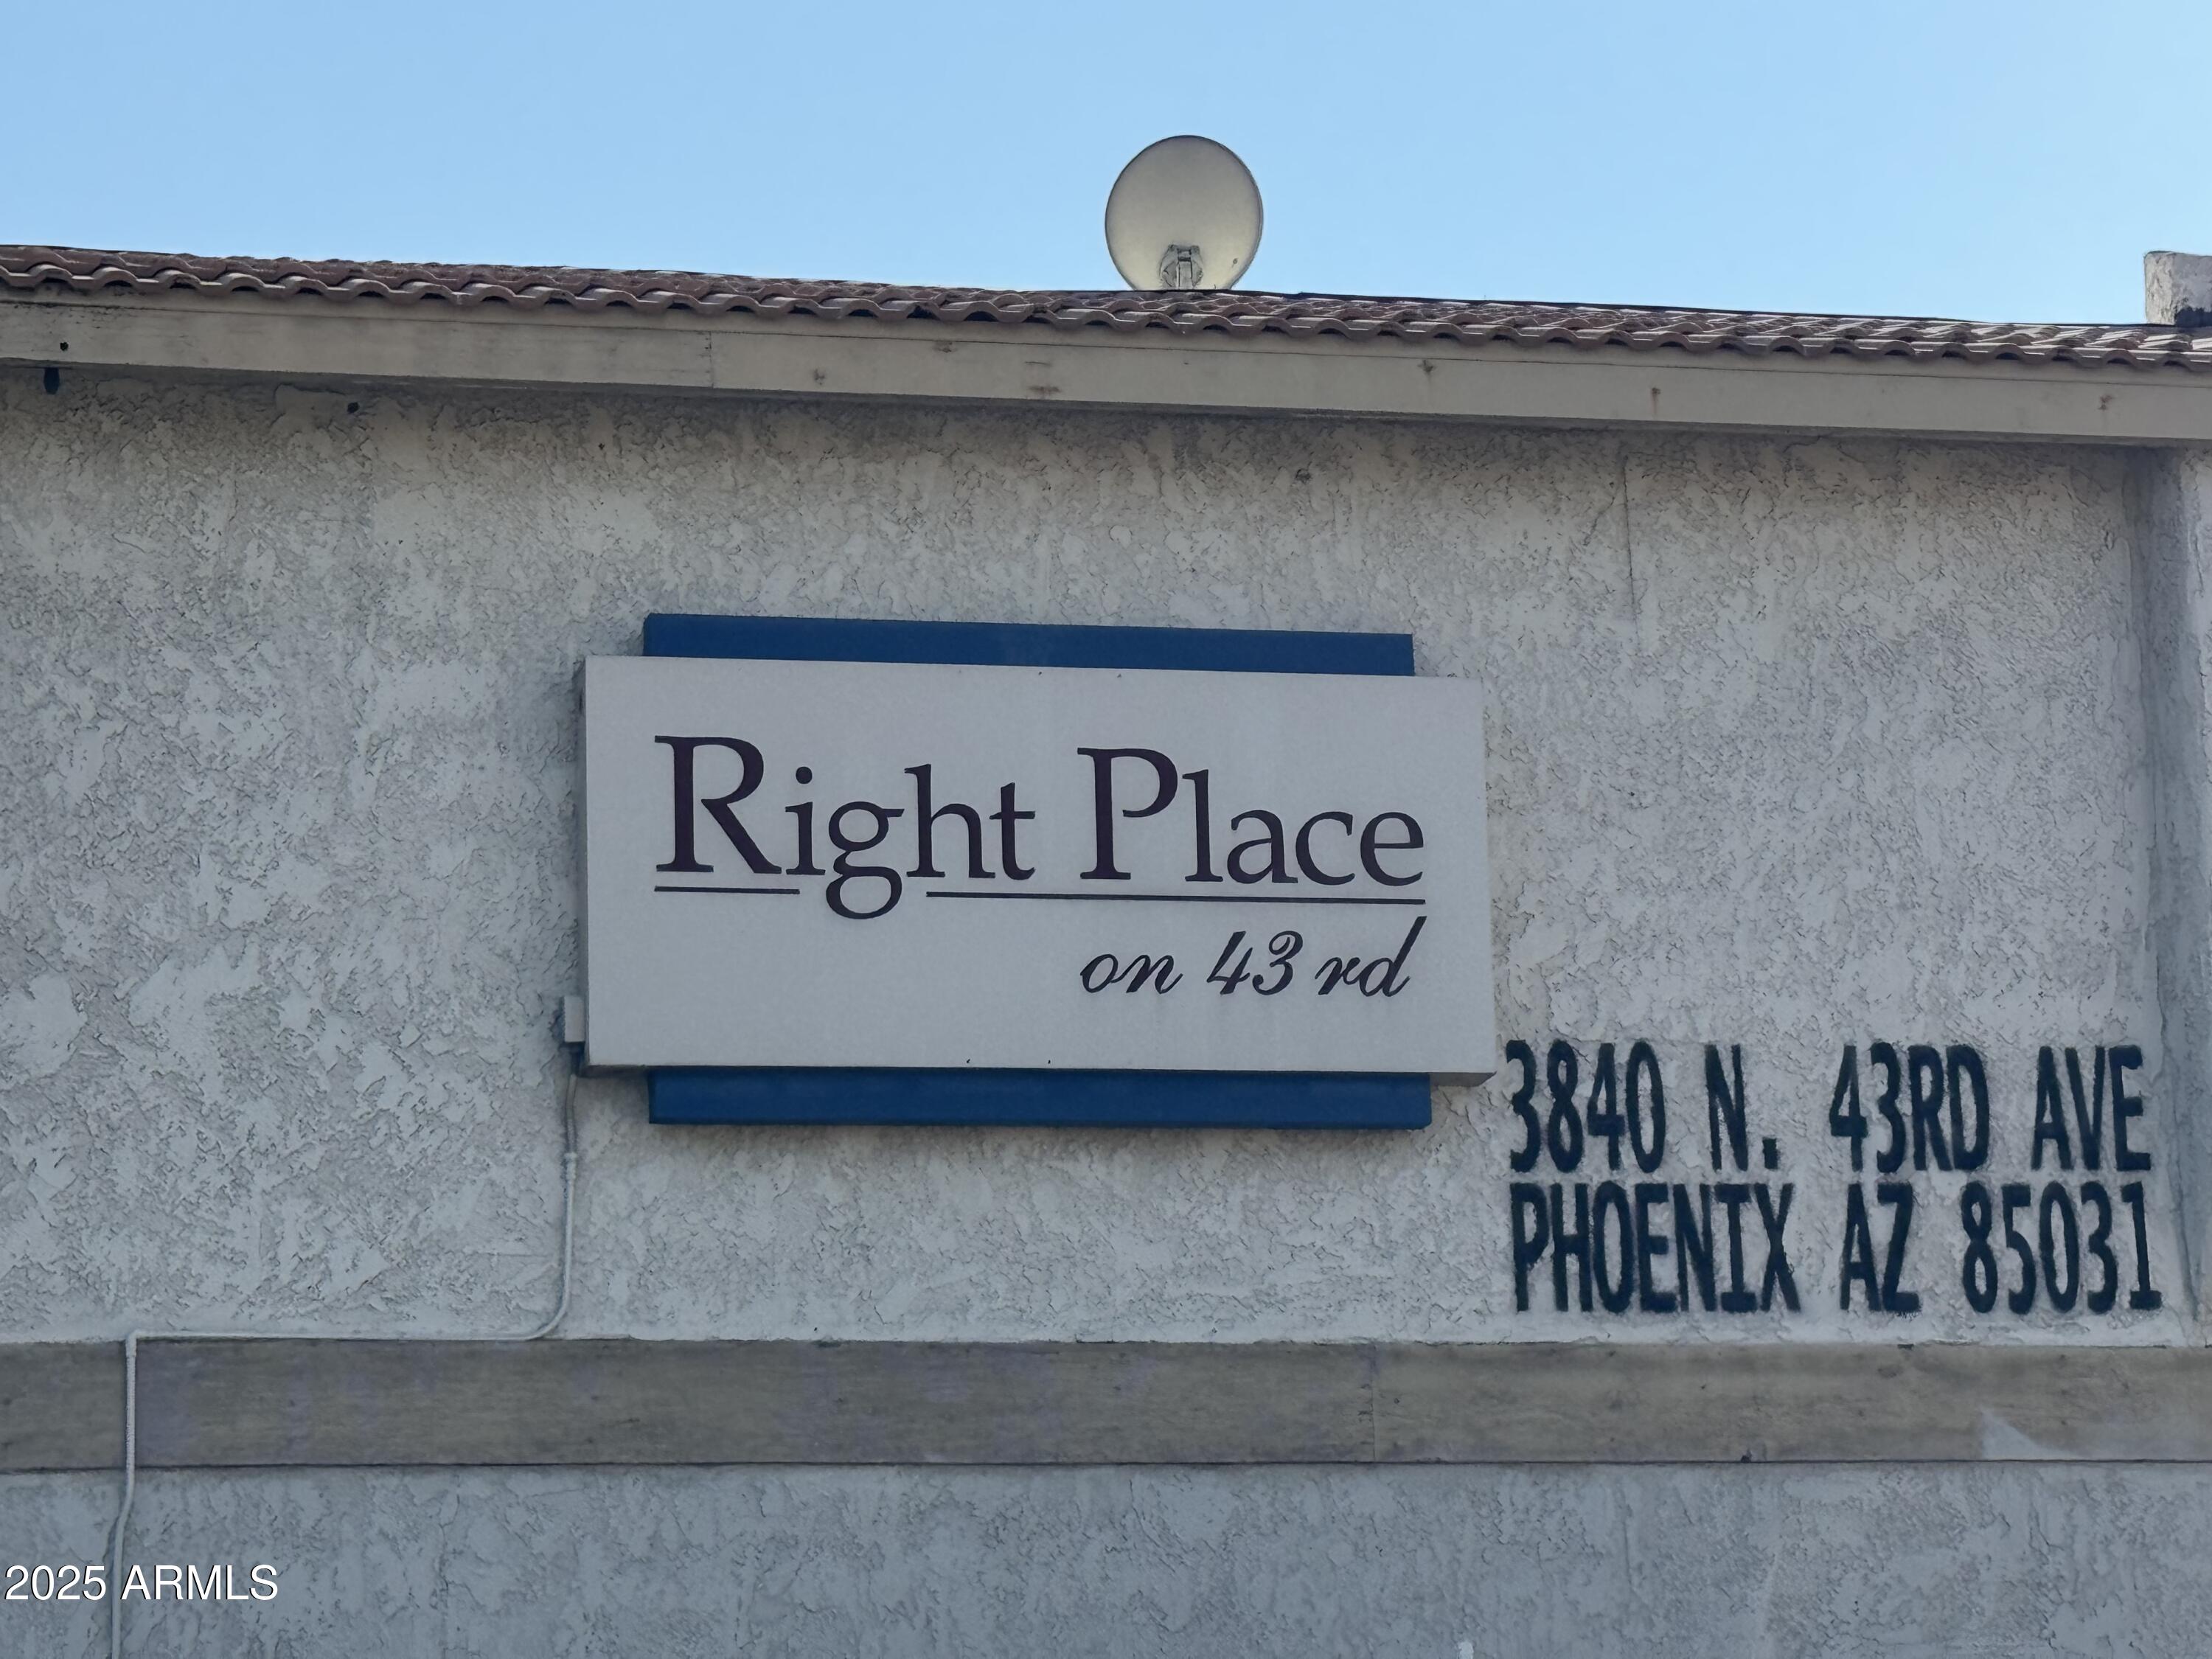 Right Place
on 43 rd
3840 N. 43RD AVE
PHOENIX AZ 85031
2025 ARMLS